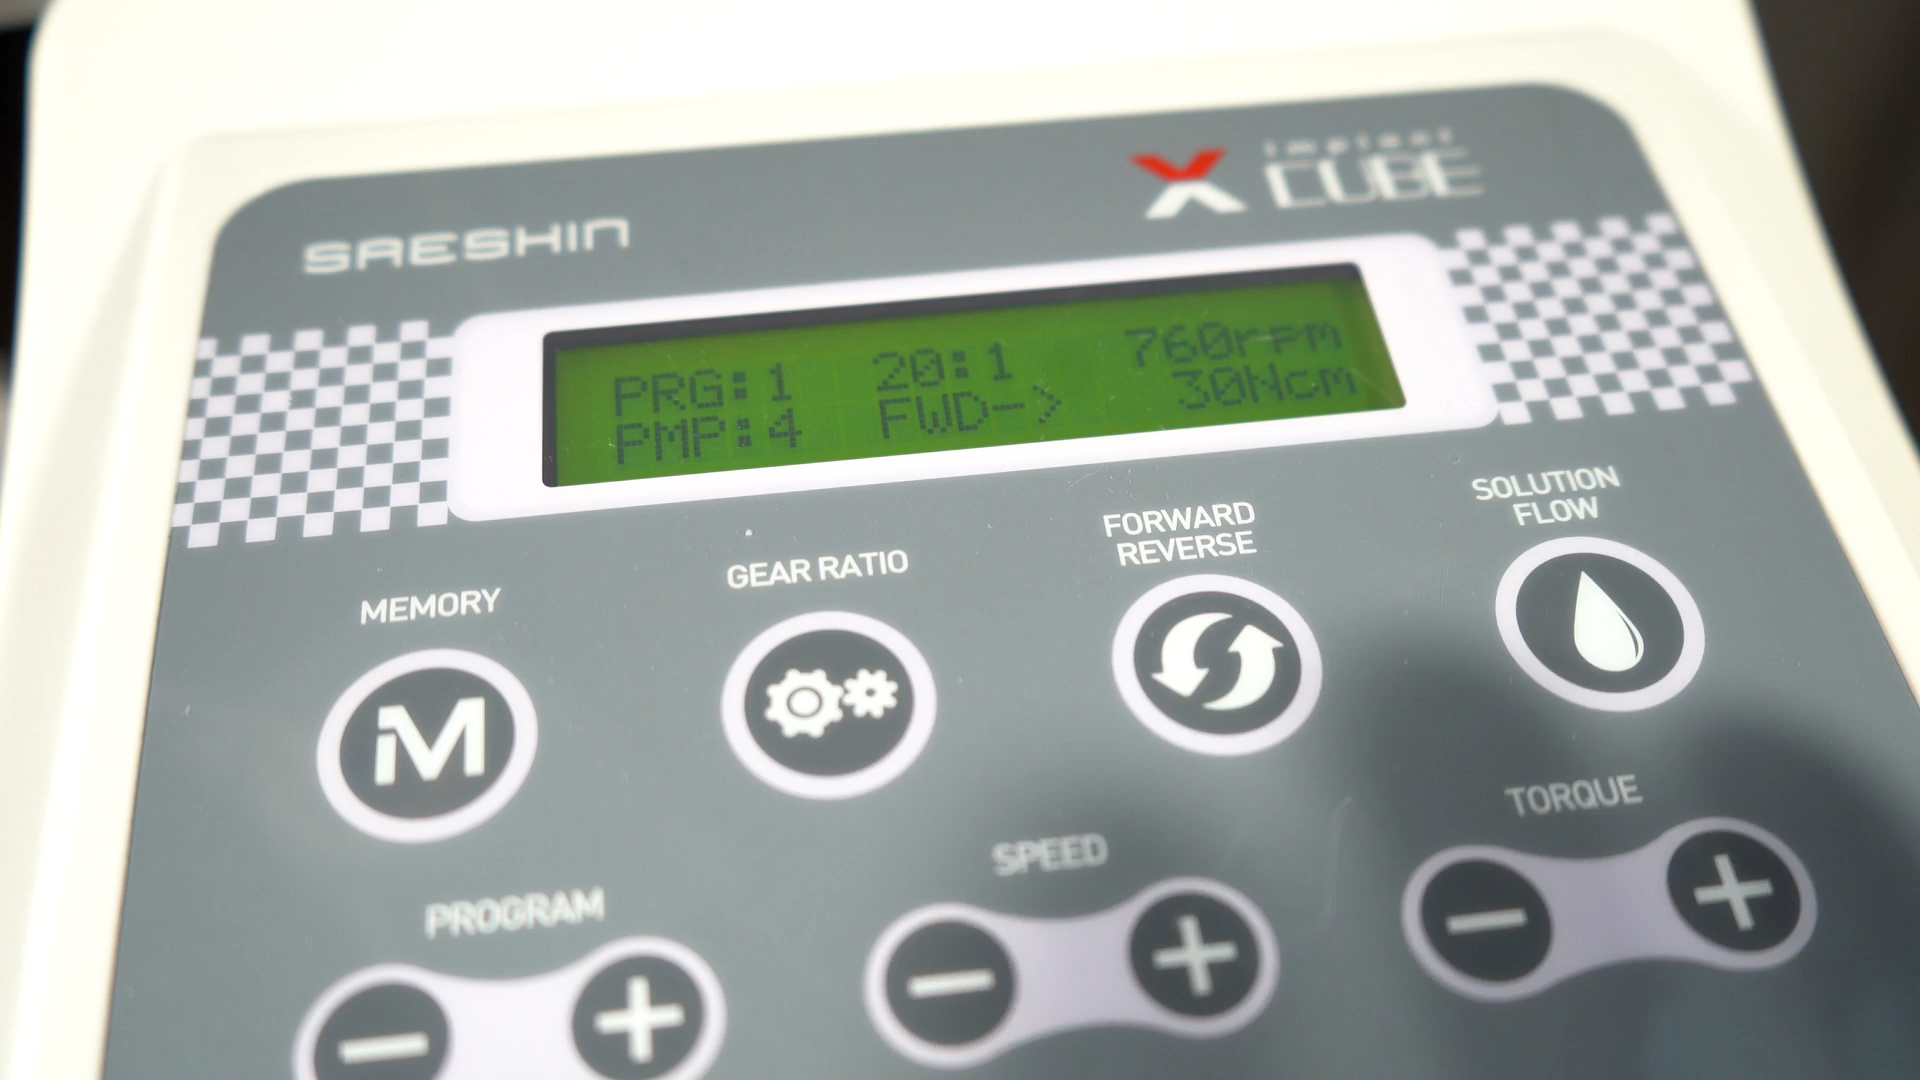 SAESHIN
X implant
CUBE
PRG:1 20:1 760rpm
PMP:4 FWD-> 30Ncm
MEMORY
GEAR RATIO
FORWARD
REVERSE
SOLUTION
FLOW
M
PROGRAM
SPEED
TORQUE
− +
− +
− +